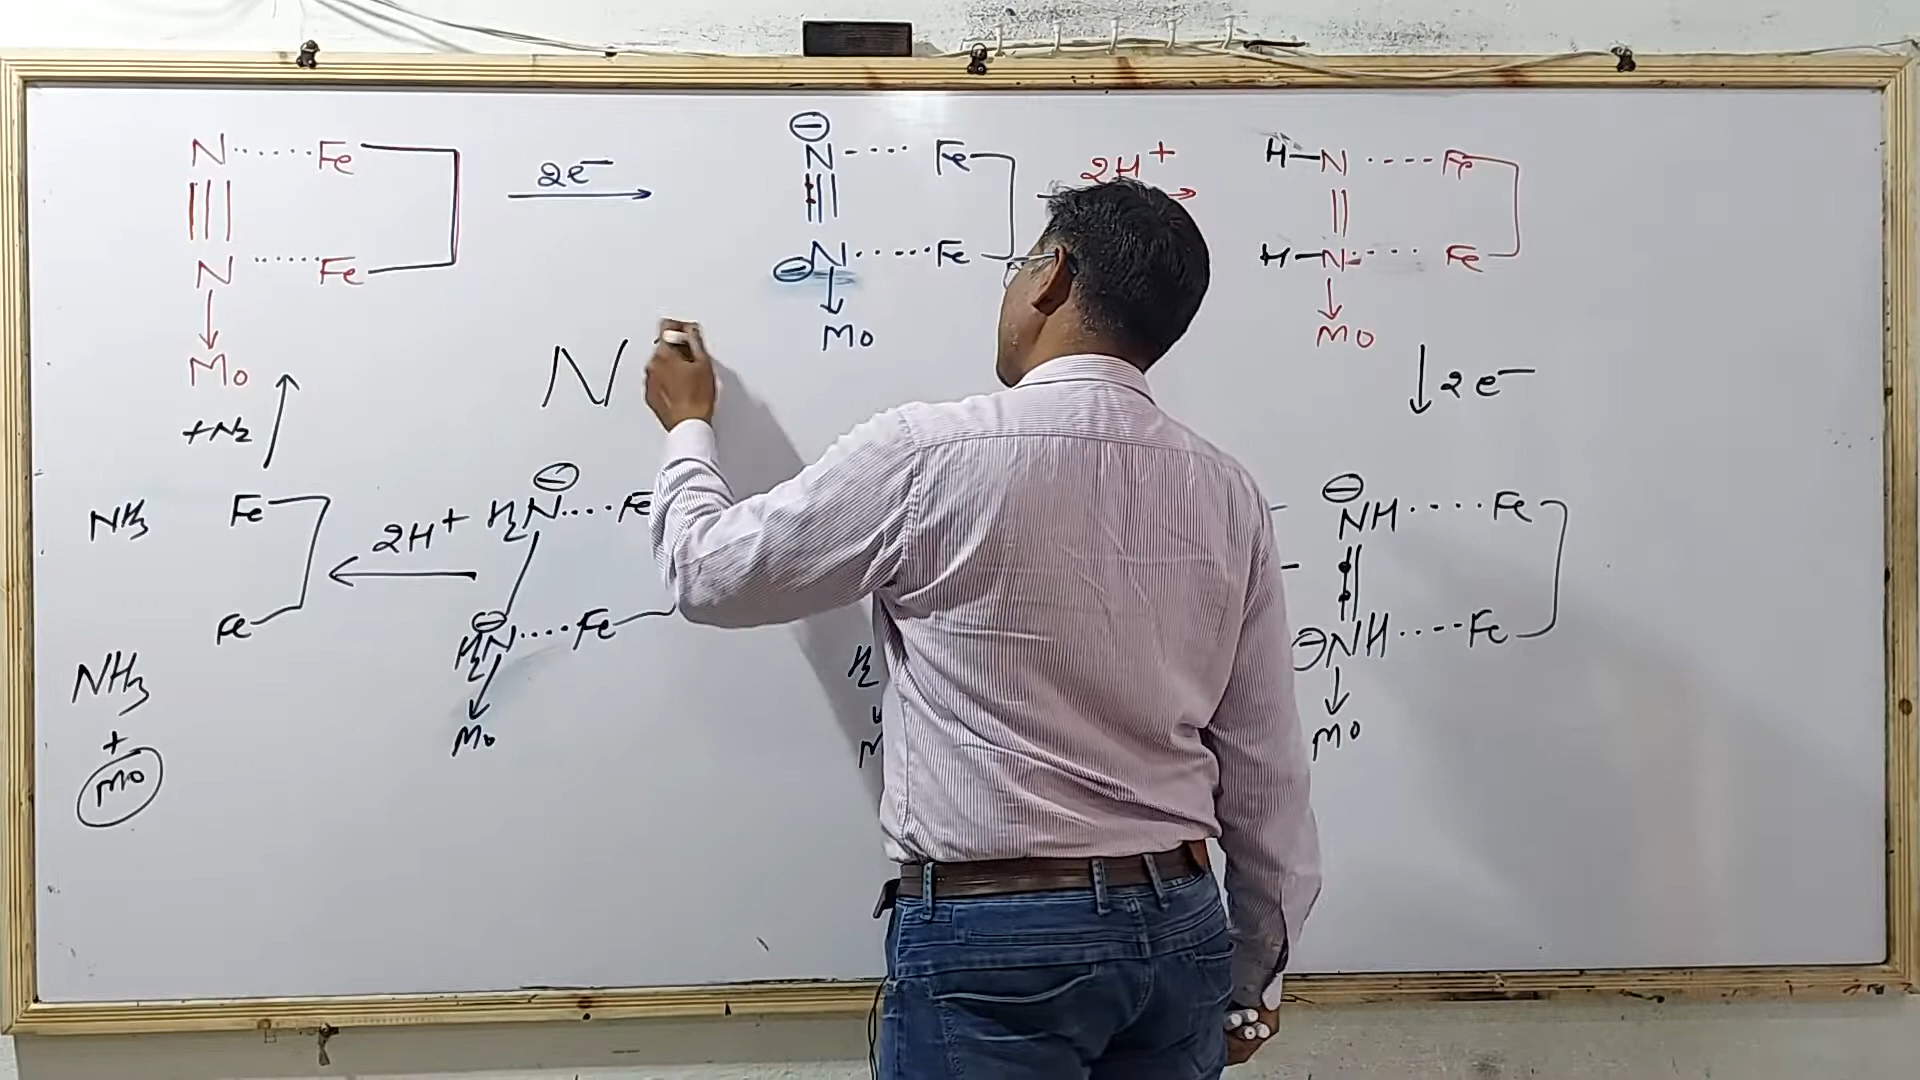 N ...... Fe
N ...... Fe
Mo
+N2
2e⁻
⊖
N ---- Fe
⊖N ...... Fe
Mo
2H⁺
H—N ---- Fe
H—N ---- Fe
Mo
2e⁻
N
⊖
NH ---- Fe
⊖NH ---- Fe
Mo
⊖
H₂N .... Fe
⊖
H₂N .... Fe
Mo
2H⁺
Fe
Fe
NH₃
NH₃
+
Mo
H₂